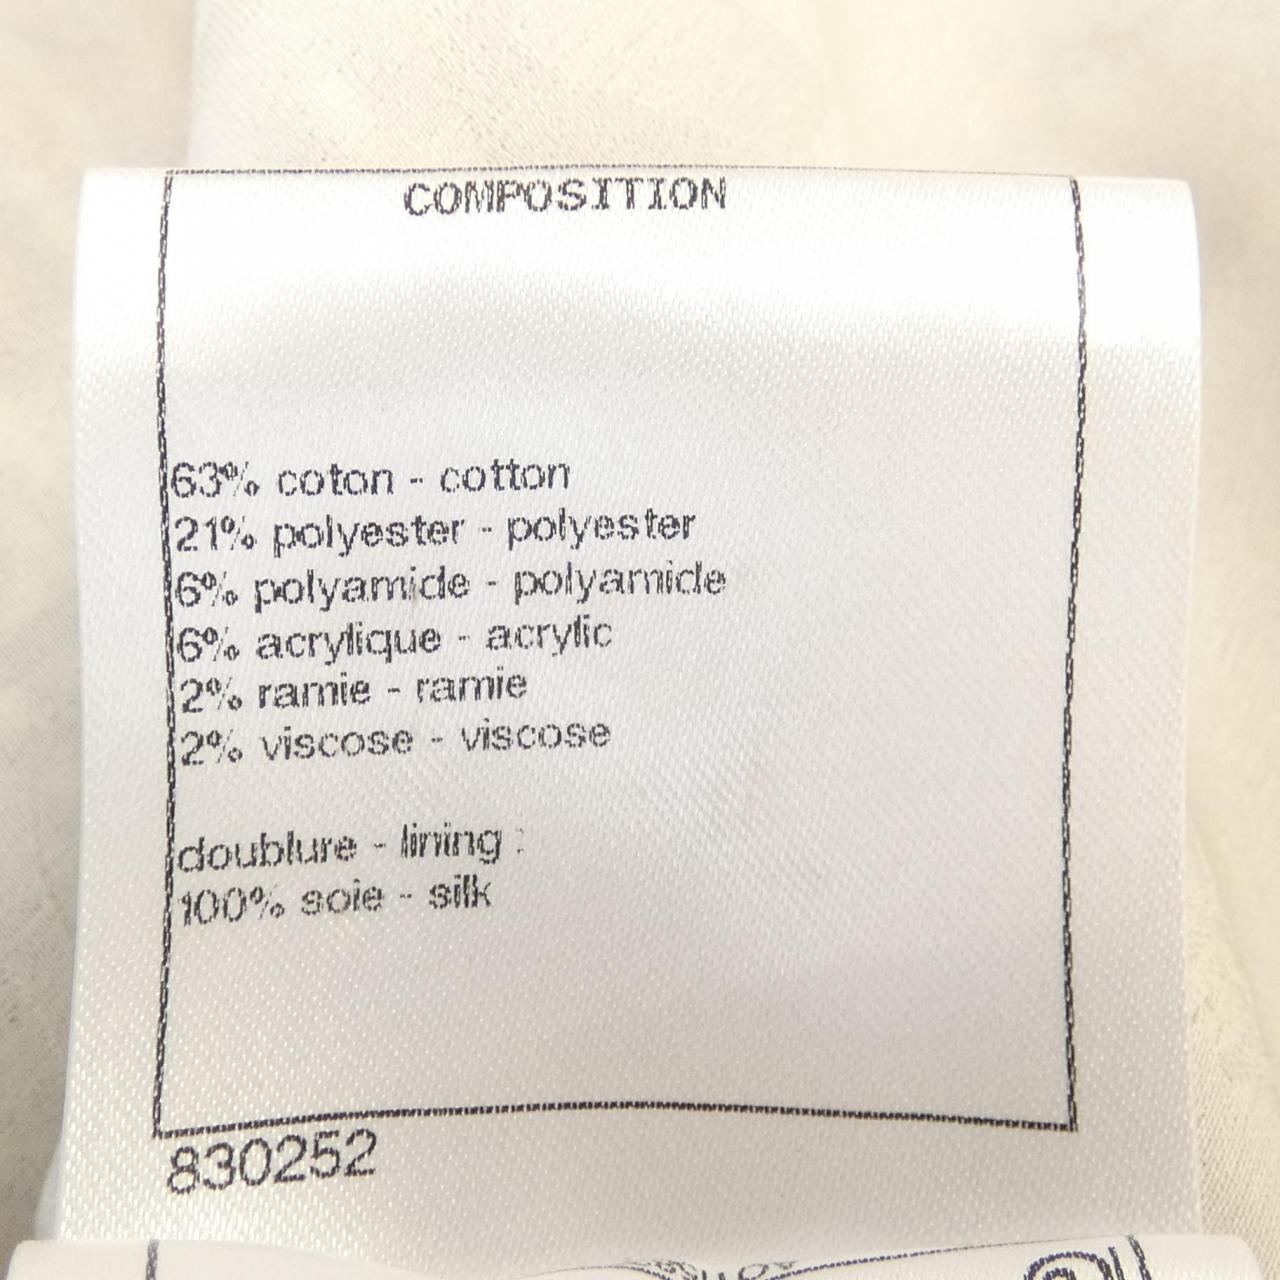 COMPOSITION
63% coton - cotton
21% polyester - polyester
6% polyamide - polyamide
6% acrylique - acrylic
2% ramie - ramie
2% viscose - viscose
doublure - lining :
100% soie - silk
830252